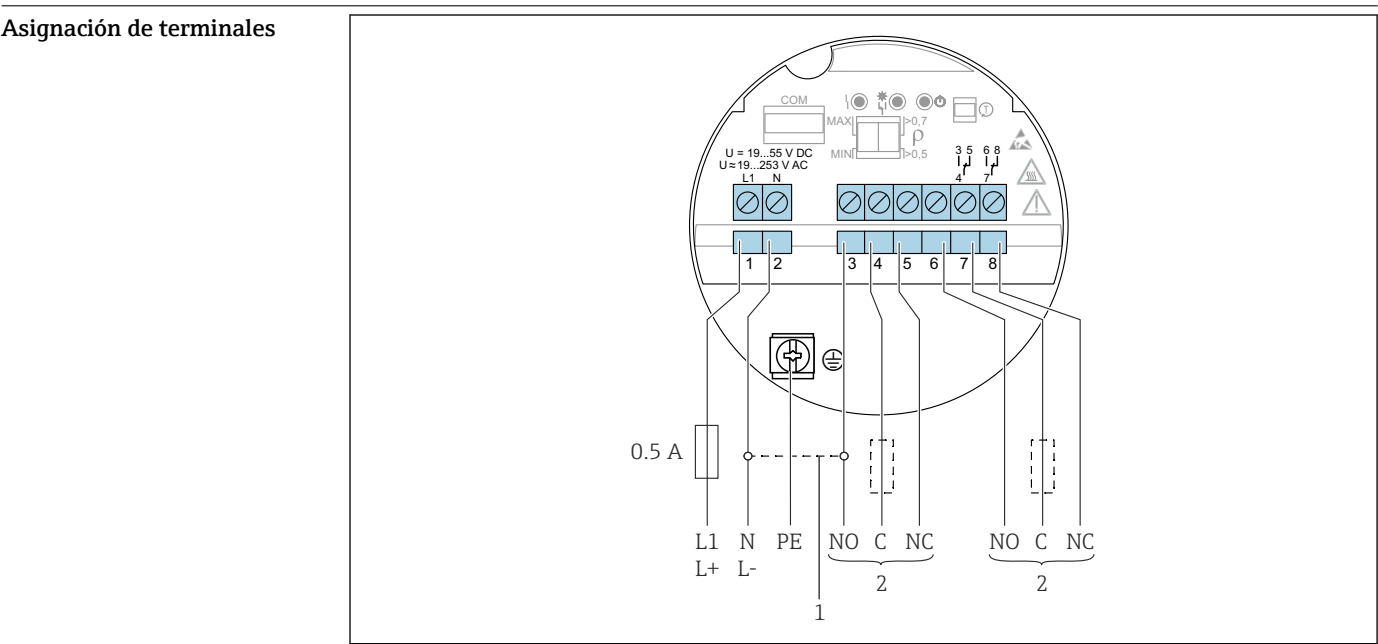 Asignación de terminales
COM
MAX
>0,7
ρ
MIN
>0,5
T
U = 19...55 V DC
U ≈ 19...253 V AC
L1 N
3 5 6 8
4 7
1 2 3 4 5 6 7 8
0.5 A
L1 N PE NO C NC NO C NC
L+ L- 2 2
1